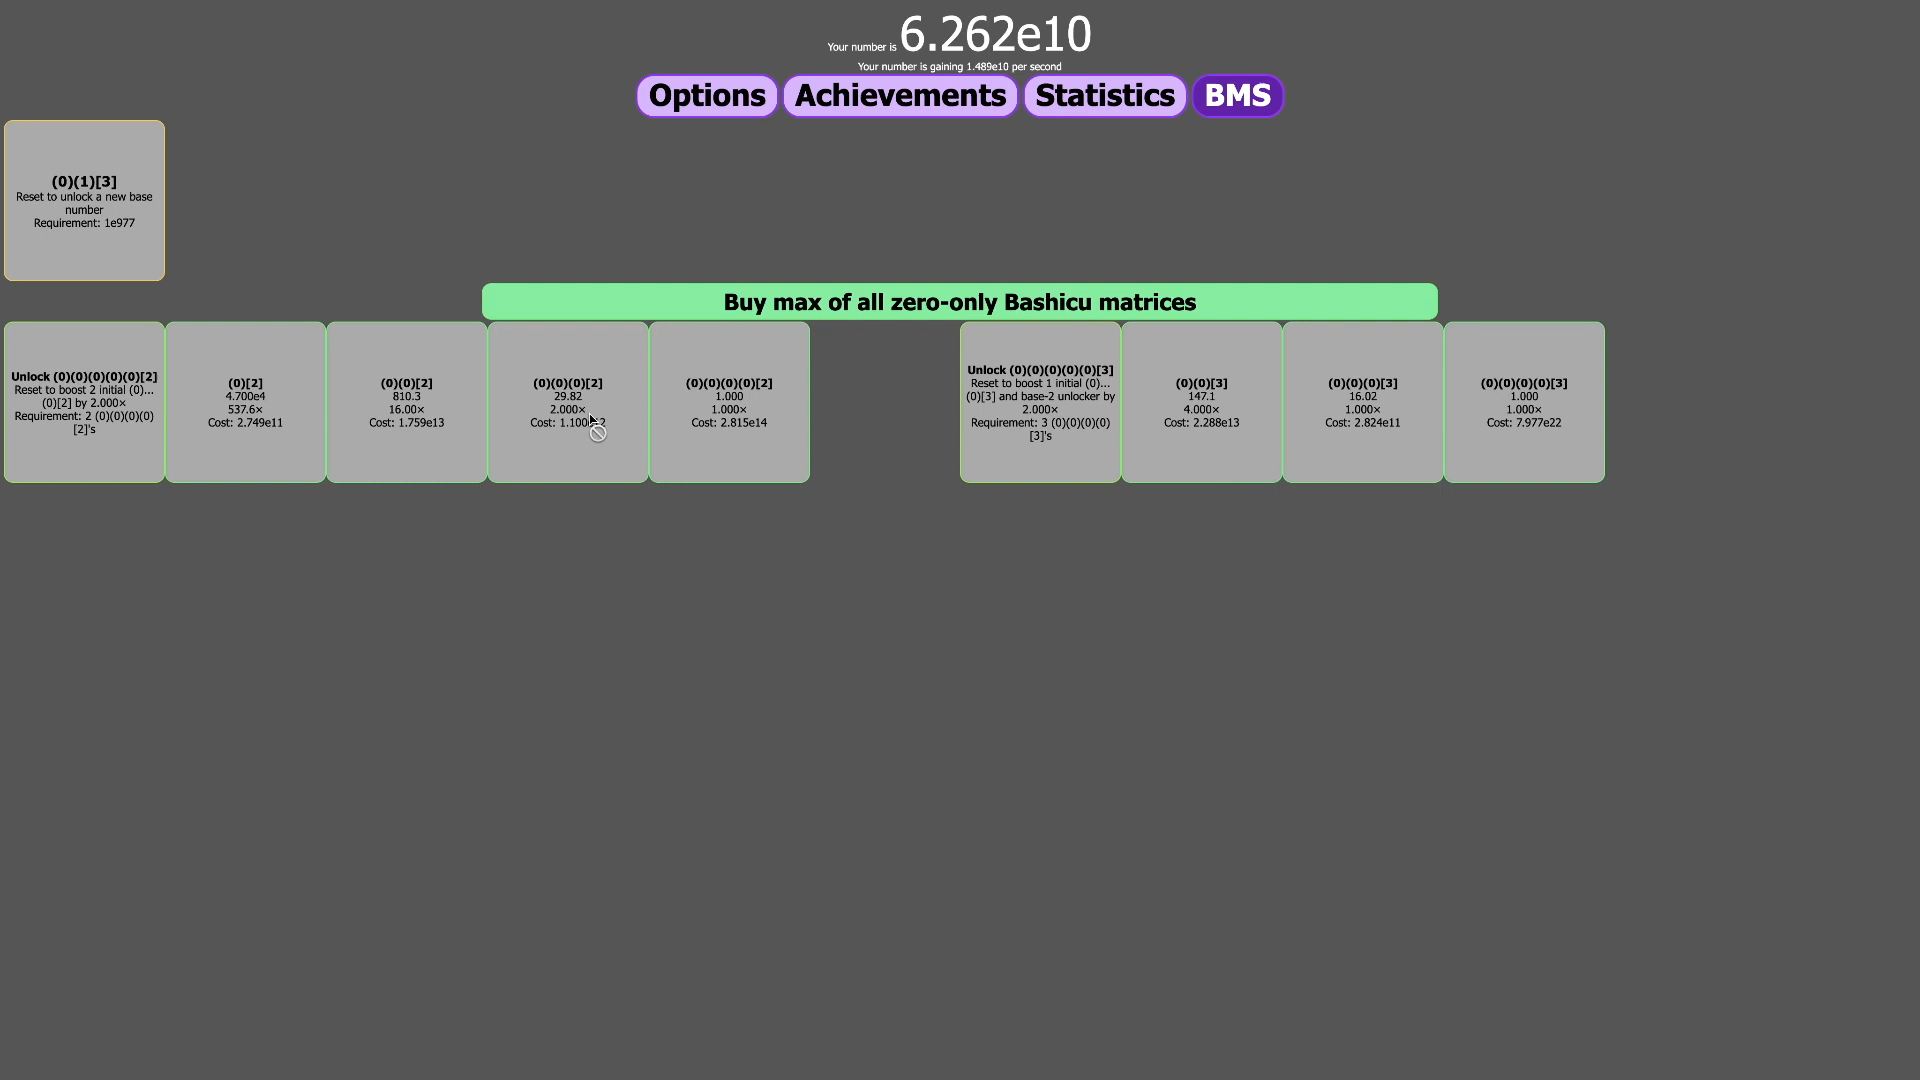 Your number is 6.262e10
Your number is gaining 1.489e10 per second
Options
Achievements
Statistics
BMS
(0)(1)[3]
Reset to unlock a new base
number
Requirement: 1e977
Buy max of all zero-only Bashicu matrices
Unlock (0)(0)(0)(0)(0)[2]
Reset to boost 2 initial (0)...
(0)[2] by 2.000×
Requirement: 2 (0)(0)(0)(0)
[2]'s
(0)[2]
4.700e4
537.6×
Cost: 2.749e11
(0)(0)[2]
810.3
16.00×
Cost: 1.759e13
(0)(0)(0)[2]
29.82
2.000×
Cost:
(0)(0)(0)(0)[2]
1.000
1.000×
Cost: 2.815e14
Unlock (0)(0)(0)(0)(0)[3]
Reset to boost 1 initial (0)...
(0)[3] and base-2 unlocker by
2.000×
Requirement: 3 (0)(0)(0)(0)
[3]'s
(0)(0)[3]
147.1
4.000×
Cost: 2.288e13
(0)(0)(0)[3]
16.02
1.000×
Cost: 2.824e11
(0)(0)(0)(0)[3]
1.000
1.000×
Cost: 7.977e22